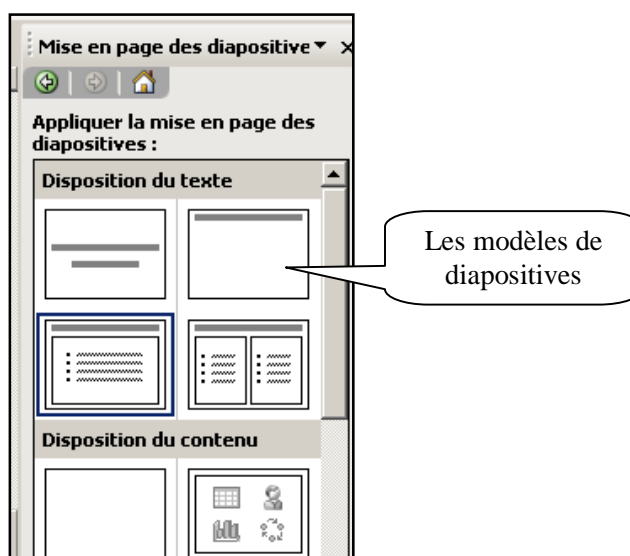 Mise en page des diapositive
Appliquer la mise en page des
diapositives :
Disposition du texte
Les modèles de
diapositives
Disposition du contenu